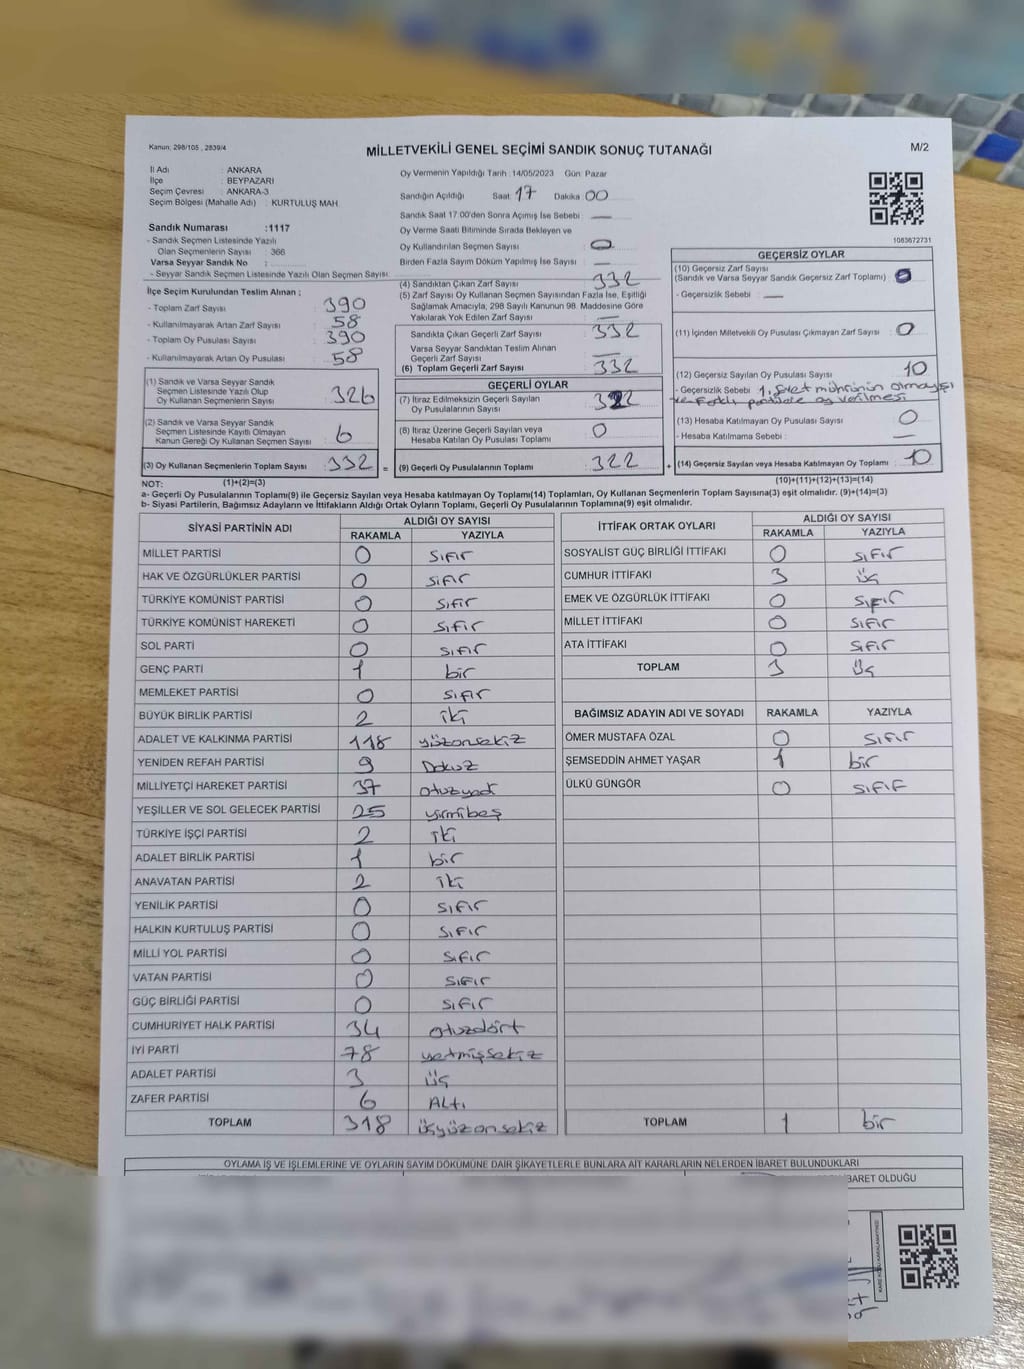 Kanun: 298/105 , 2839/4
MİLLETVEKİLİ GENEL SEÇİMİ SANDIK SONUÇ TUTANAĞI
M/2
İl Adı : ANKARA
İlçe : BEYPAZARI
Seçim Çevresi : ANKARA-3
Seçim Bölgesi (Mahalle Adı) : KURTULUŞ MAH.
Sandık Numarası :1117
- Sandık Seçmen Listesinde Yazılı
Olan Seçmenlerin Sayısı : 366
Varsa Seyyar Sandık No :
- Seyyar Sandık Seçmen Listesinde Yazılı Olan Seçmen Sayısı:
Oy Vermenin Yapıldığı Tarih :14/05/2023 Gün: Pazar
Sandığın Açıldığı Saat 17 Dakika 00
Sandık Saat 17:00'den Sonra Açımış İse Sebebi —
Oy Verme Saati Bitiminde Sırada Bekleyen ve
Oy Kullandırılan Seçmen Sayısı : 0
Birden Fazla Sayım Döküm Yapılmış İse Sayısı : —
1083672731
İlçe Seçim Kurulundan Teslim Alınan ;
- Toplam Zarf Sayısı : 390
- Kullanılmayarak Artan Zarf Sayısı : 58
- Toplam Oy Pusulası Sayısı : 390
- Kullanılmayarak Artan Oy Pusulası : 58
(1) Sandık ve Varsa Seyyar Sandık
Seçmen Listesinde Yazılı Olup
Oy Kullanan Seçmenlerin Sayısı : 326
(2) Sandık ve Varsa Seyyar Sandık
Seçmen Listesinde Kayıtlı Olmayan
Kanun Gereği Oy Kullanan Seçmen Sayısı : 6
(3) Oy Kullanan Seçmenlerin Toplam Sayısı : 332 =
(4) Sandıktan Çıkan Zarf Sayısı : 332
(5) Zarf Sayısı Oy Kullanan Seçmen Sayısından Fazla İse, Eşitliği
Sağlamak Amacıyla, 298 Sayılı Kanunun 98. Maddesine Göre
Yakılarak Yok Edilen Zarf Sayısı : —
Sandıkta Çıkan Geçerli Zarf Sayısı : 332
Varsa Seyyar Sandıktan Teslim Alınan
Geçerli Zarf Sayısı : —
(6) Toplam Geçerli Zarf Sayısı : 332
GEÇERLİ OYLAR
(7) İtiraz Edilmeksizin Geçerli Sayılan
Oy Pusulalarının Sayısı : 322
(8) İtiraz Üzerine Geçerli Sayılan veya
Hesaba Katılan Oy Pusulası Toplamı : 0
(9) Geçerli Oy Pusulalarının Toplamı : 322 +
GEÇERSİZ OYLAR
(10) Geçersiz Zarf Sayısı
(Sandık ve Varsa Seyyar Sandık Geçersiz Zarf Toplamı) : 0
- Geçersizlik Sebebi : —
(11) İçinden Milletvekili Oy Pusulası Çıkmayan Zarf Sayısı : 0
(12) Geçersiz Sayılan Oy Pusulası Sayısı : 10
- Geçersizlik Sebebi : mührünün olmayışı
ve Farklı partilere oy verilmesi
(13) Hesaba Katılmayan Oy Pusulası Sayısı : 0
- Hesaba Katılmama Sebebi : —
(14) Geçersiz Sayılan veya Hesaba Katılmayan Oy Toplamı : 10
NOT: (1)+(2)=(3) (10)+(11)+(12)+(13)=(14)
a- Geçerli Oy Pusulalarının Toplamı(9) ile Geçersiz Sayılan veya Hesaba katılmayan Oy Toplamı(14) Toplamları, Oy Kullanan Seçmenlerin Toplam Sayısına(3) eşit olmalıdır. (9)+(14)=(3)
b- Siyasi Partilerin, Bağımsız Adayların ve İttifakların Aldığı Ortak Oyların Toplamı, Geçerli Oy Pusulalarının Toplamına(9) eşit olmalıdır.
SİYASİ PARTİNİN ADI ALDIĞI OY SAYISI
RAKAMLA YAZIYLA
MİLLET PARTİSİ 0 sıfır
HAK VE ÖZGÜRLÜKLER PARTİSİ 0 sıfır
TÜRKİYE KOMÜNİST PARTİSİ 0 sıfır
TÜRKİYE KOMÜNİST HAREKETİ 0 sıfır
SOL PARTİ 0 sıfır
GENÇ PARTİ 1 bir
MEMLEKET PARTİSİ 0 sıfır
BÜYÜK BİRLİK PARTİSİ 2 iki
ADALET VE KALKINMA PARTİSİ 118 yüzonsekiz
YENİDEN REFAH PARTİSİ 9 Dokuz
MİLLİYETÇİ HAREKET PARTİSİ 37 otuzyedi
YEŞİLLER VE SOL GELECEK PARTİSİ 25 yirmibeş
TÜRKİYE İŞÇİ PARTİSİ 2 iki
ADALET BİRLİK PARTİSİ 1 bir
ANAVATAN PARTİSİ 2 iki
YENİLİK PARTİSİ 0 sıfır
HALKIN KURTULUŞ PARTİSİ 0 sıfır
MİLLİ YOL PARTİSİ 0 sıfır
VATAN PARTİSİ 0 sıfır
GÜÇ BİRLİĞİ PARTİSİ 0 sıfır
CUMHURİYET HALK PARTİSİ 34 otuzdört
İYİ PARTİ 78 yetmişsekiz
ADALET PARTİSİ 3 üç
ZAFER PARTİSİ 6 Altı
TOPLAM 318 üçyüzonsekiz
İTTİFAK ORTAK OYLARI ALDIĞI OY SAYISI
RAKAMLA YAZIYLA
SOSYALİST GÜÇ BİRLİĞİ İTTİFAKI 0 sıfır
CUMHUR İTTİFAKI 3 üç
EMEK VE ÖZGÜRLÜK İTTİFAKI 0 sıfır
MİLLET İTTİFAKI 0 sıfır
ATA İTTİFAKI 0 sıfır
TOPLAM 3 üç
BAĞIMSIZ ADAYIN ADI VE SOYADI RAKAMLA YAZIYLA
ÖMER MUSTAFA ÖZAL 0 sıfır
ŞEMSEDDİN AHMET YAŞAR 1 bir
ÜLKÜ GÜNGÖR 0 sıfır
TOPLAM 1 bir
OYLAMA İŞ VE İŞLEMLERİNE VE OYLARIN SAYIM DÖKÜMÜNE DAİR ŞİKAYETLERLE BUNLARA AİT KARARLARIN NELERDEN İBARET BULUNDUKLARI
BARET OLDUĞU